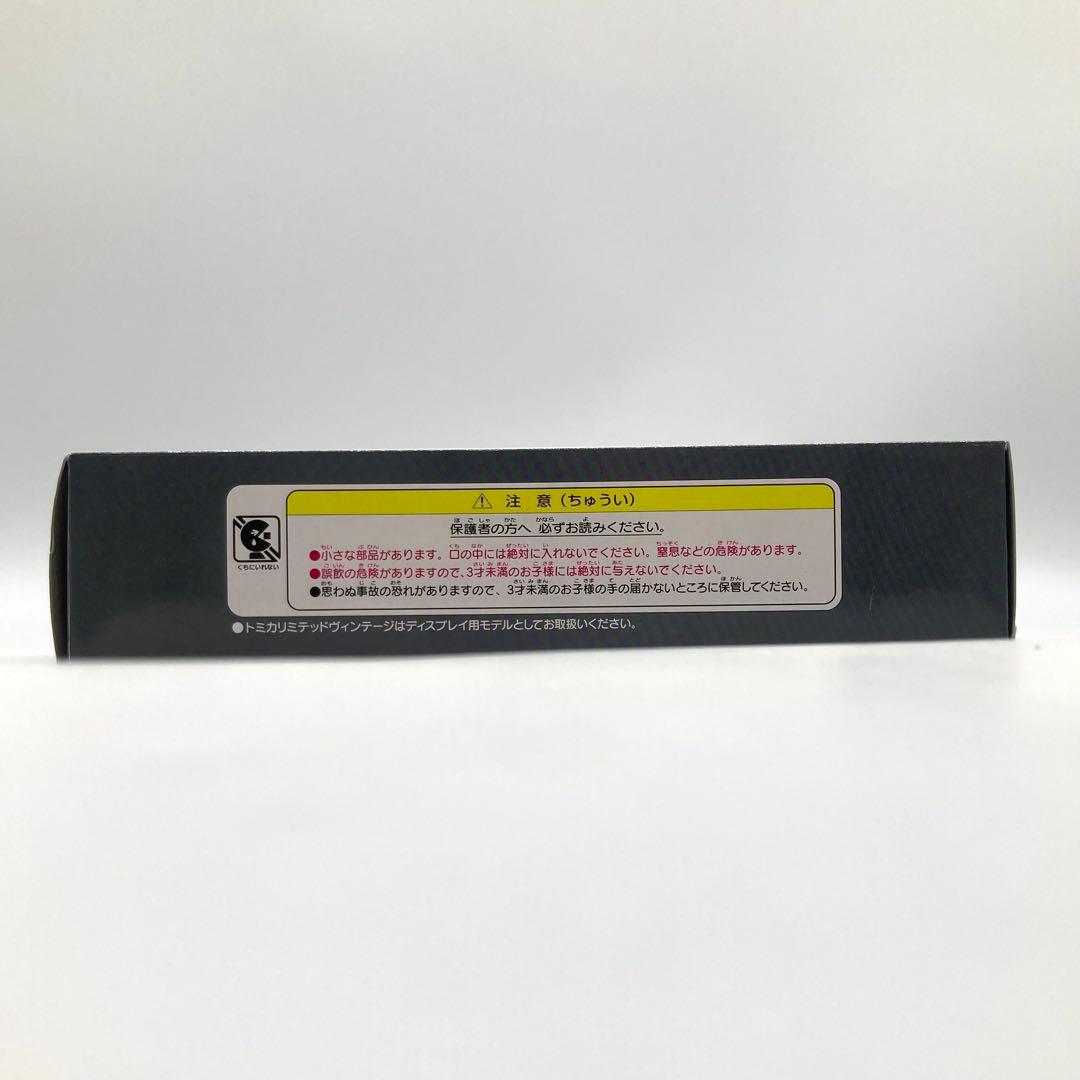 ⚠ 注意（ちゅうい）
保護者の方へ 必ずお読みください。
●小さな部品があります。口の中には絶対に入れないでください。窒息などの危険があります。
●誤飲の危険がありますので、3才未満のお子様には絶対に与えないでください。
●思わぬ事故の恐れがありますので、3才未満のお子様の手の届かないところに保管してください。
くちにいれない
●トミカリミテッドヴィンテージはディスプレイ用モデルとしてお取扱いください。